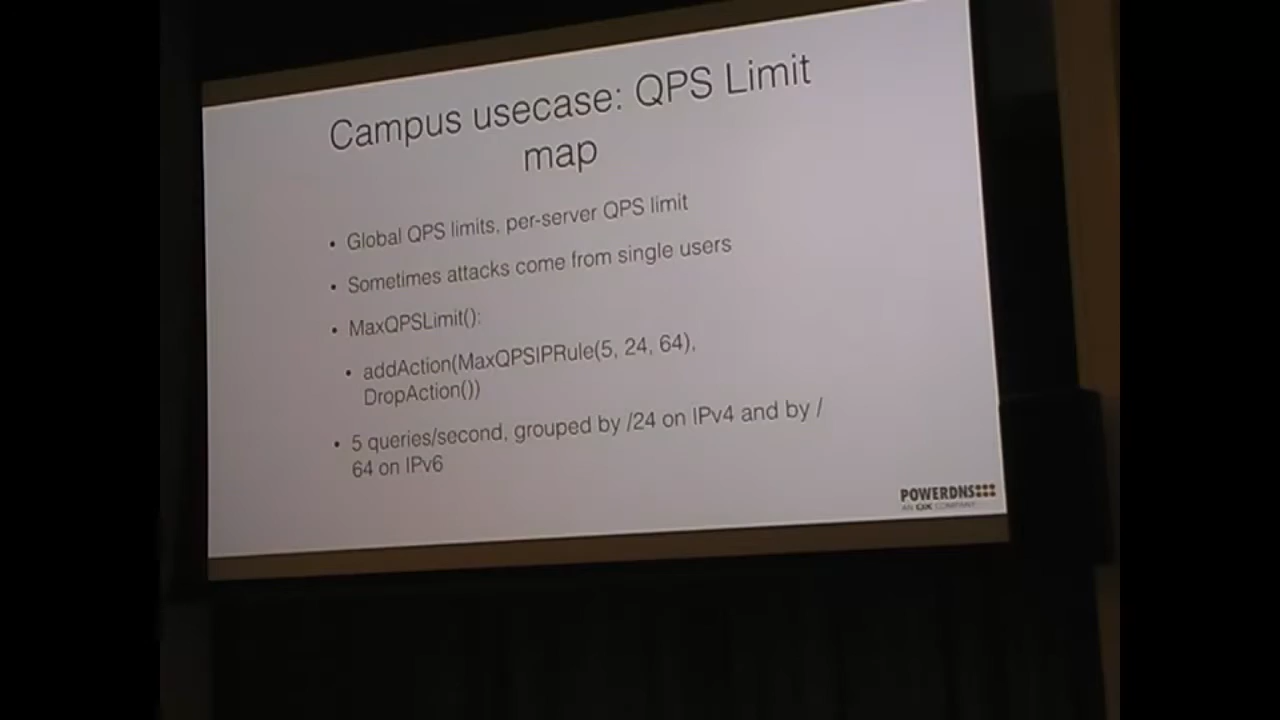 Campus usecase: QPS Limit
map
• Global QPS limits, per-server QPS limit
• Sometimes attacks come from single users
• MaxQPSLimit():
• addAction(MaxQPSIPRule(5, 24, 64),
DropAction())
• 5 queries/second, grouped by /24 on IPv4 and by /
64 on IPv6
POWERDNS
AN OX COMPANY